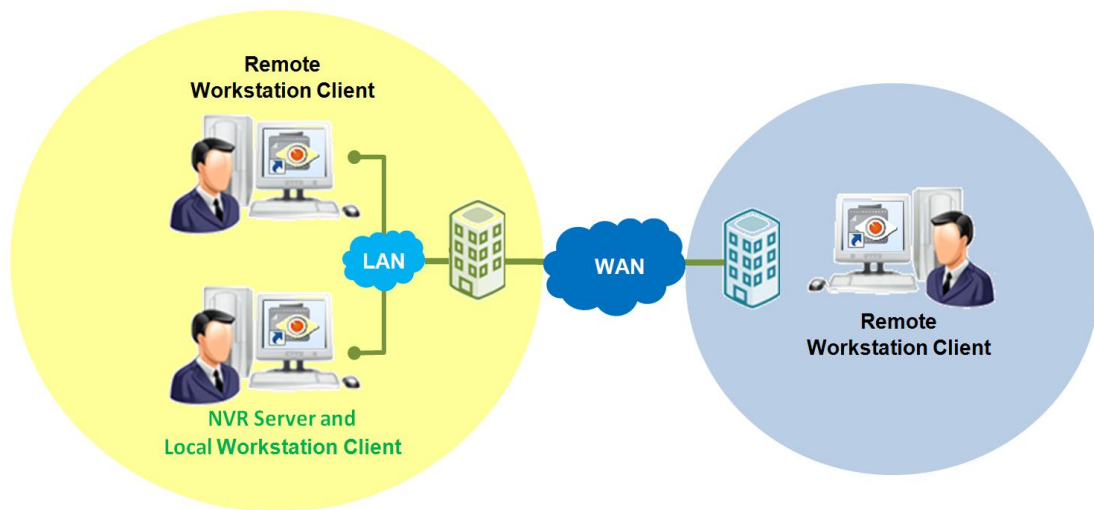 Remote
Workstation Client
LAN
WAN
NVR Server and
Local Workstation Client
Remote
Workstation Client